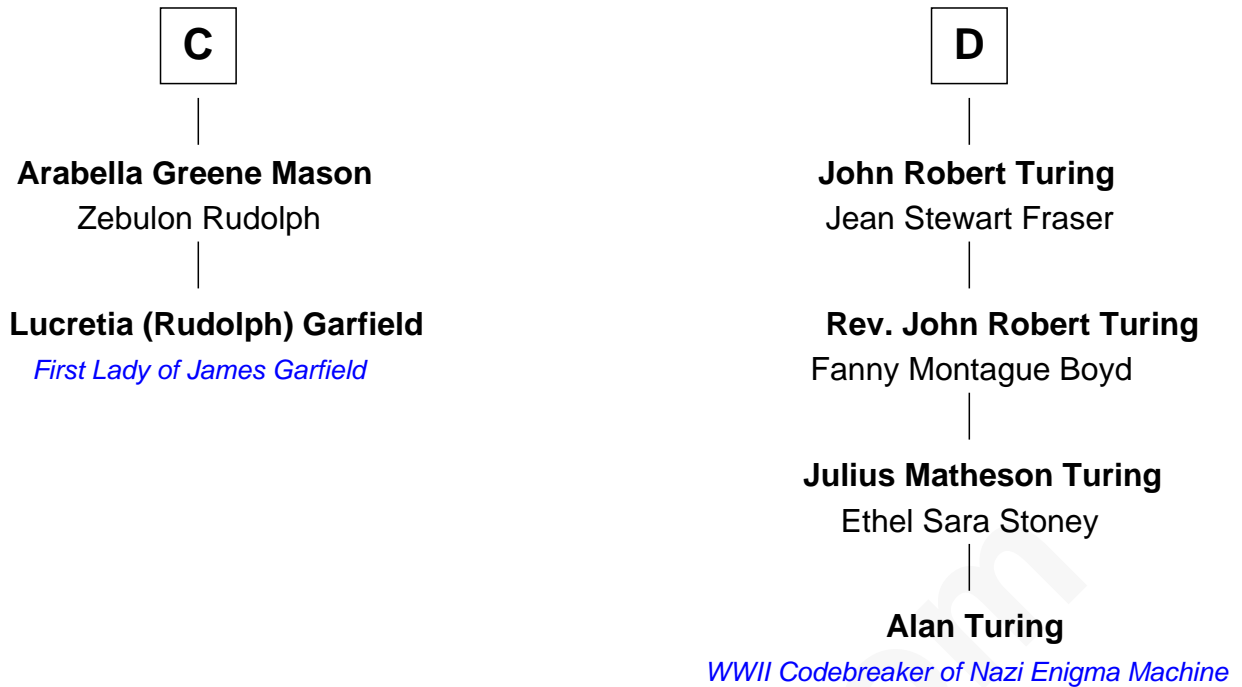 C
Arabella Greene Mason
Zebulon Rudolph
Lucretia (Rudolph) Garfield
First Lady of James Garfield
D
John Robert Turing
Jean Stewart Fraser
Rev. John Robert Turing
Fanny Montague Boyd
Julius Matheson Turing
Ethel Sara Stoney
Alan Turing
WWII Codebreaker of Nazi Enigma Machine